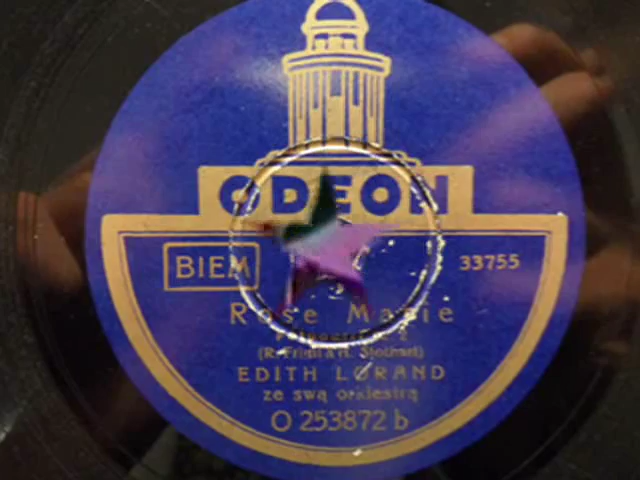 ODEON
BIEM
33755
Rose Marie
(R. Friml & H. Stothart)
EDITH LORAND
ze swą orkiestrą
O 253872 b